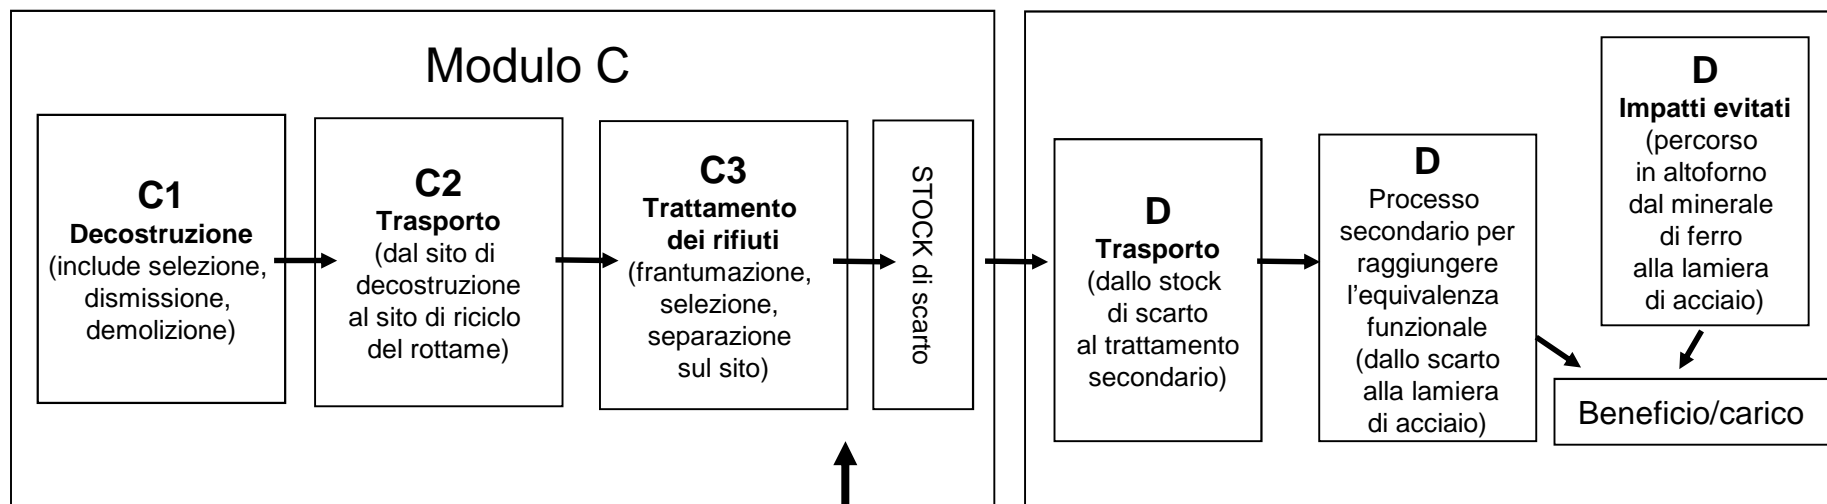 Modulo C
C1
Decostruzione
(include selezione,
dismissione,
demolizione)
C2
Trasporto
(dal sito di
decostruzione
al sito di riciclo
del rottame)
C3
Trattamento
dei rifiuti
(frantumazione,
selezione,
separazione
sul sito)
STOCK di scarto
D
Trasporto
(dallo stock
di scarto
al trattamento
secondario)
D
Processo
secondario per
raggiungere
l’equivalenza
funzionale
(dallo scarto
alla lamiera
di acciaio)
D
Impatti evitati
(percorso
in altoforno
dal minerale
di ferro
alla lamiera
di acciaio)
Beneficio/carico